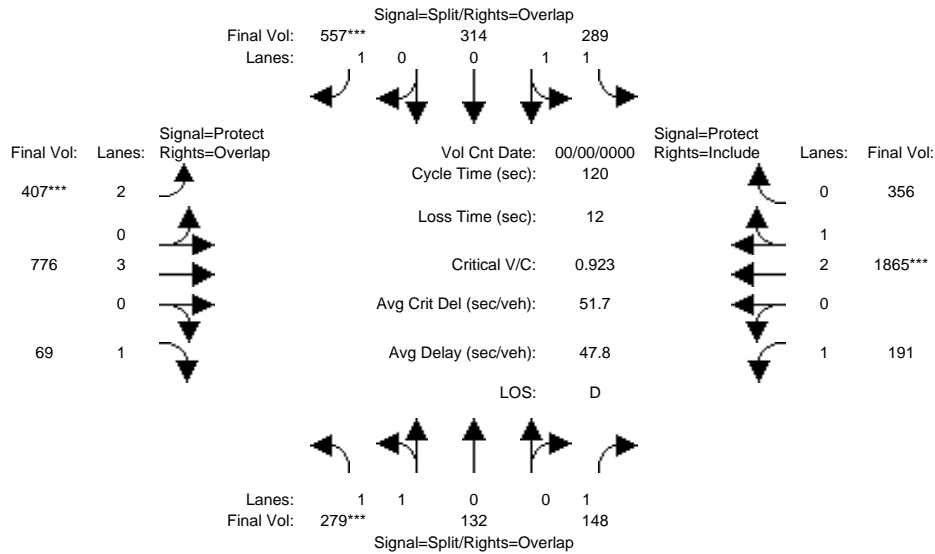 Signal=Split/Rights=Overlap
Final Vol: 557*** 314 289
Lanes: 1 0 0 1 1
Signal=Protect Signal=Protect
Final Vol: Lanes: Rights=Overlap Vol Cnt Date: 00/00/0000 Rights=Include Lanes: Final Vol:
Cycle Time (sec): 120
407*** 2 0 356
Loss Time (sec): 12
0 1
776 3 Critical V/C: 0.923 2 1865***
0 Avg Crit Del (sec/veh): 51.7 0
69 1 Avg Delay (sec/veh): 47.8 1 191
LOS: D
Lanes: 1 1 0 0 1
Final Vol: 279*** 132 148
Signal=Split/Rights=Overlap